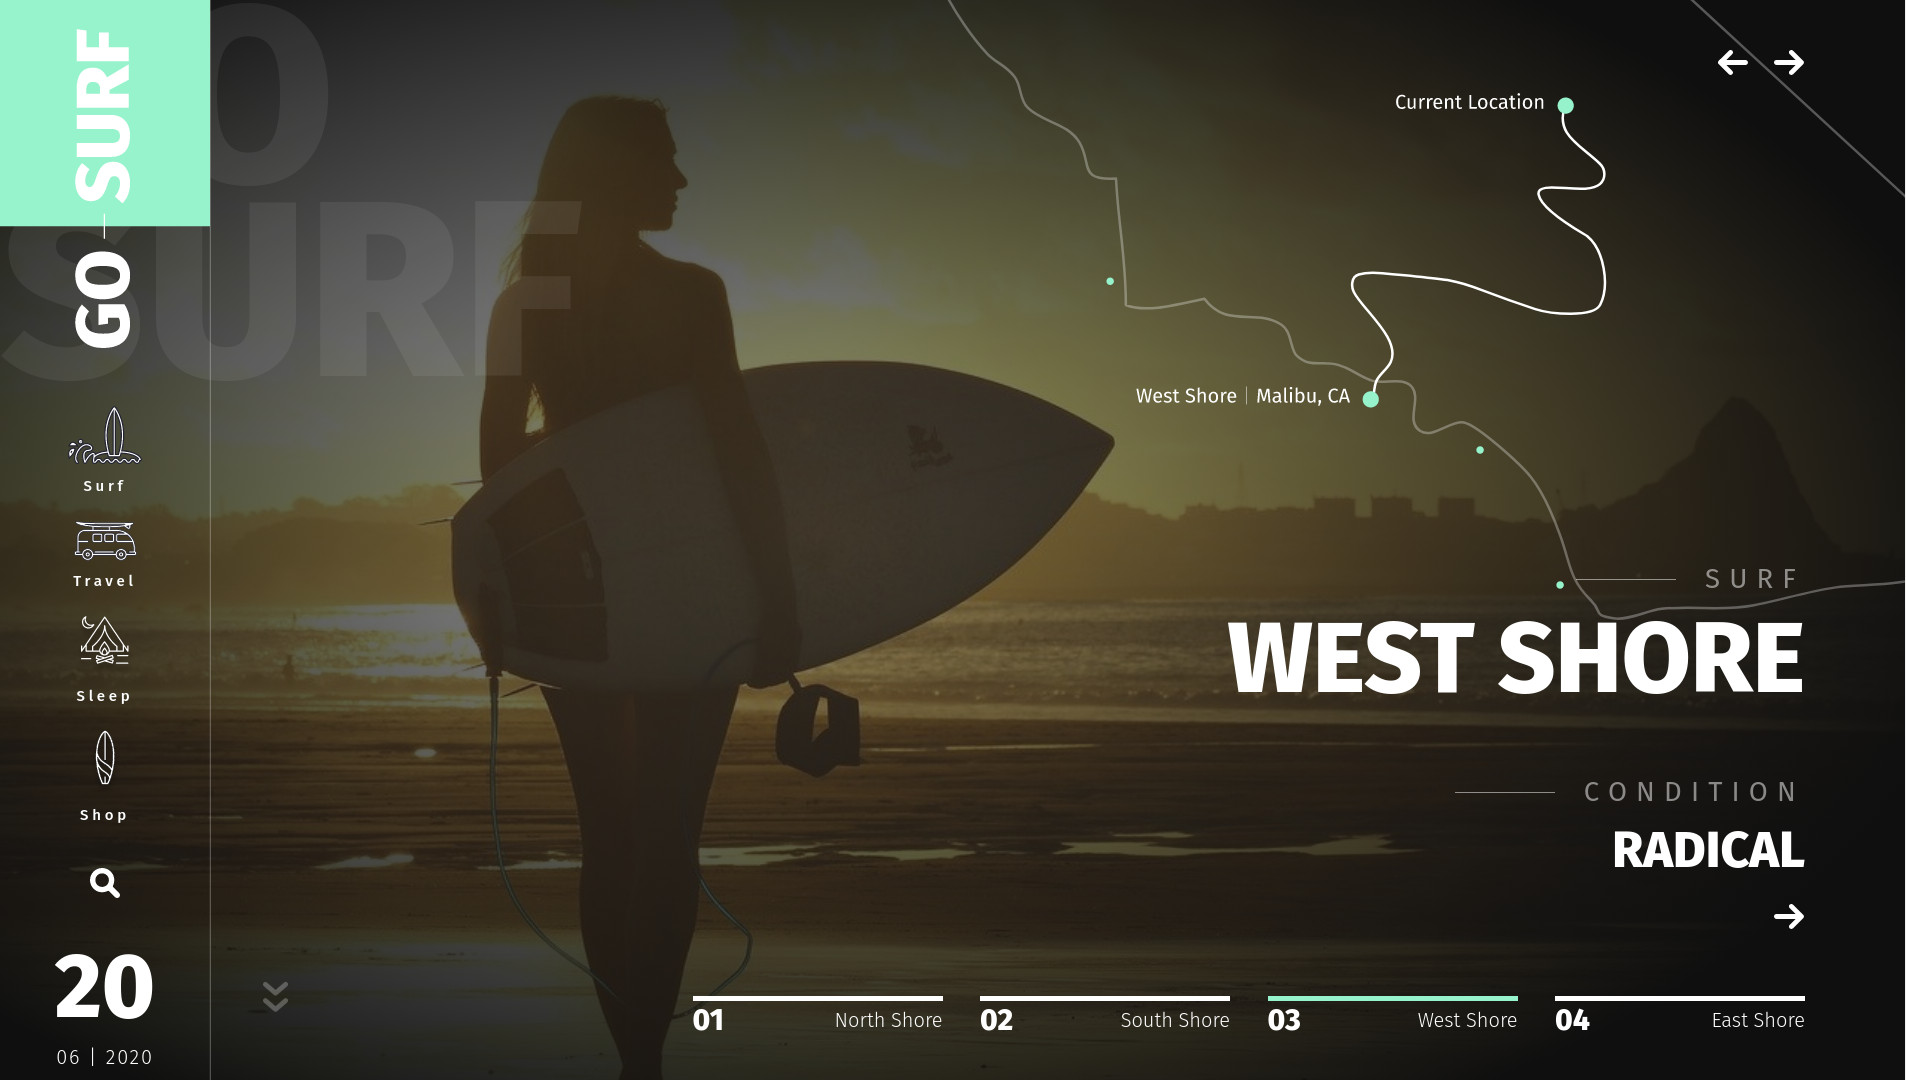 GO — SURF
GO
SURF
Surf
Travel
Sleep
Shop
20
06 | 2020
Current Location
West Shore | Malibu, CA
SURF
WEST SHORE
CONDITION
RADICAL
01 North Shore
02 South Shore
03 West Shore
04 East Shore